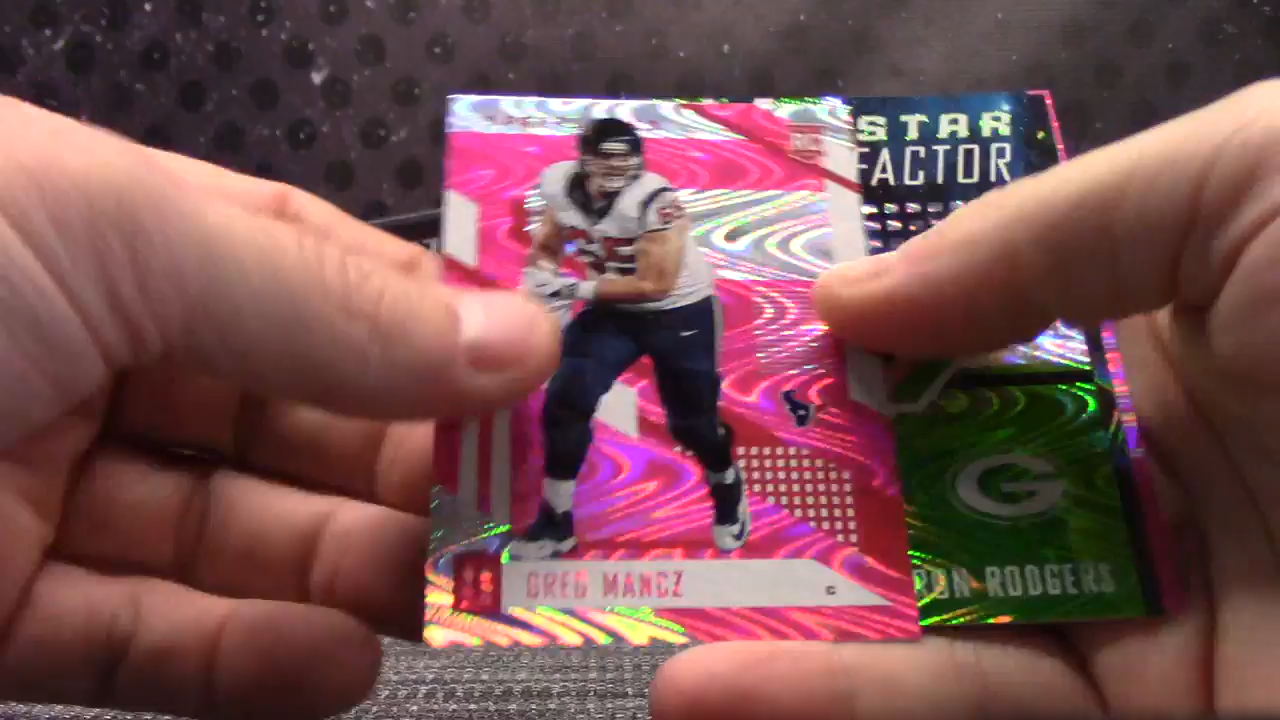 STAR
FACTOR
G
RON RODGERS
GREG MANCZ
C